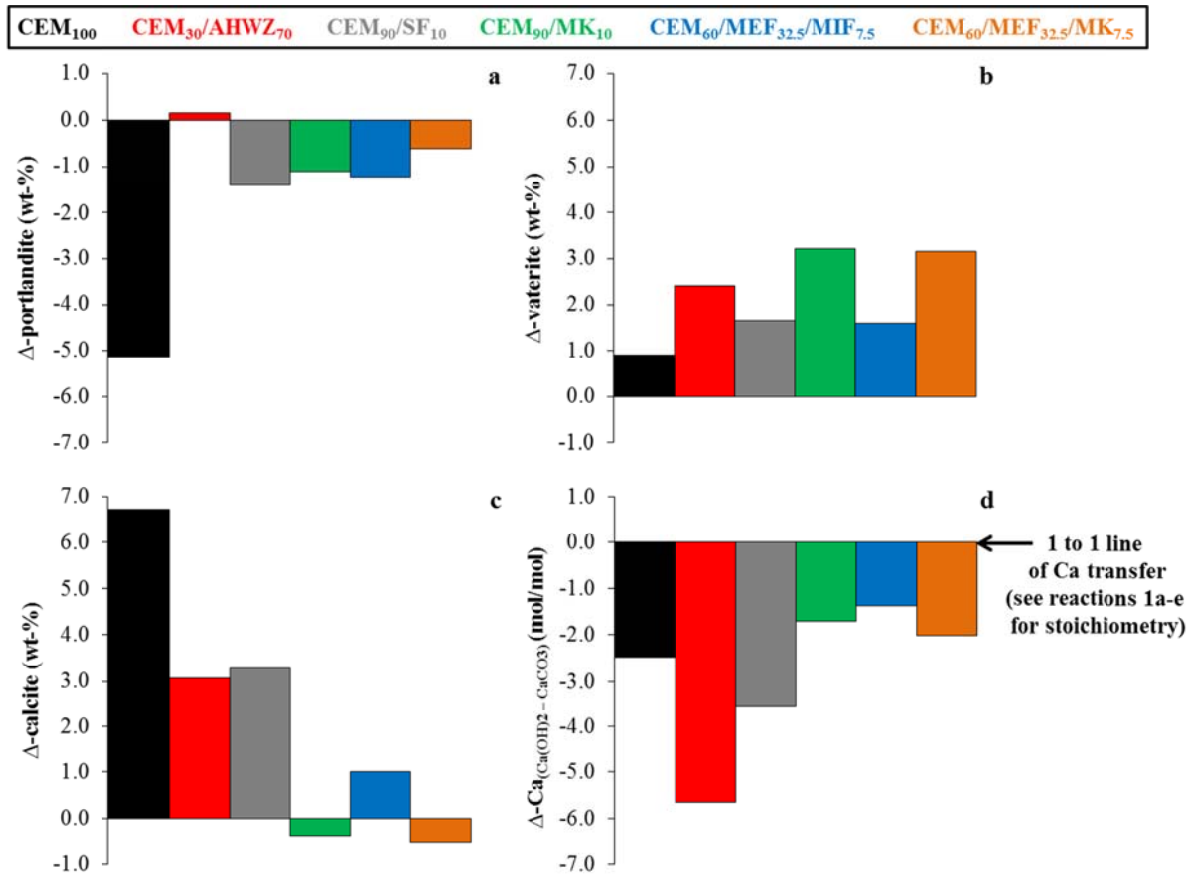 CEM100 CEM30/AHWZ70 CEM90/SF10 CEM90/MK10 CEM60/MEF32.5/MIF7.5 CEM60/MEF32.5/MK7.5
a
Δ-portlandite (wt-%)
1.0
0.0
-1.0
-2.0
-3.0
-4.0
-5.0
-6.0
-7.0
b
Δ-vaterite (wt-%)
7.0
6.0
5.0
4.0
3.0
2.0
1.0
0.0
-1.0
c
Δ-calcite (wt-%)
7.0
6.0
5.0
4.0
3.0
2.0
1.0
0.0
-1.0
d
Δ-Ca(Ca(OH)2 – CaCO3) (mol/mol)
1.0
0.0
-1.0
-2.0
-3.0
-4.0
-5.0
-6.0
-7.0
1 to 1 line
of Ca transfer
(see reactions 1a-e
for stoichiometry)